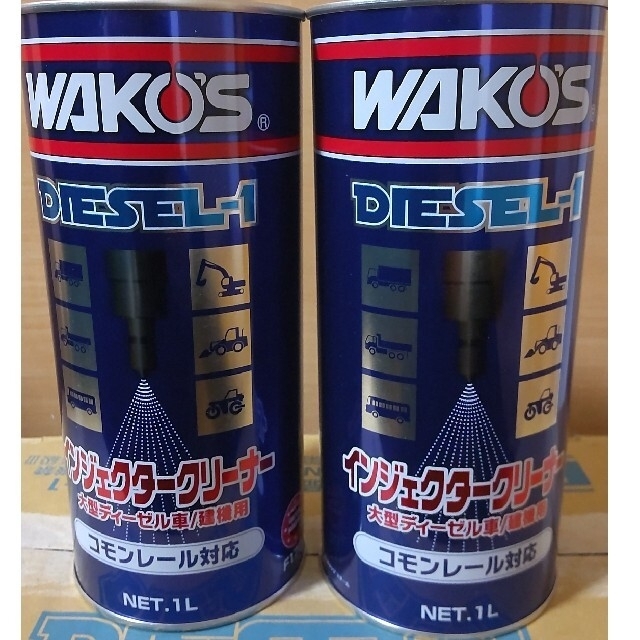 WAKO'S®
DIESEL-1
インジェクタークリーナー
大型ディーゼル車/建機用
コモンレール対応
NET.1L
WAKO'S
DIESEL-1
インジェクタークリーナー
大型ディーゼル車/建機用
コモンレール対応
NET.1L